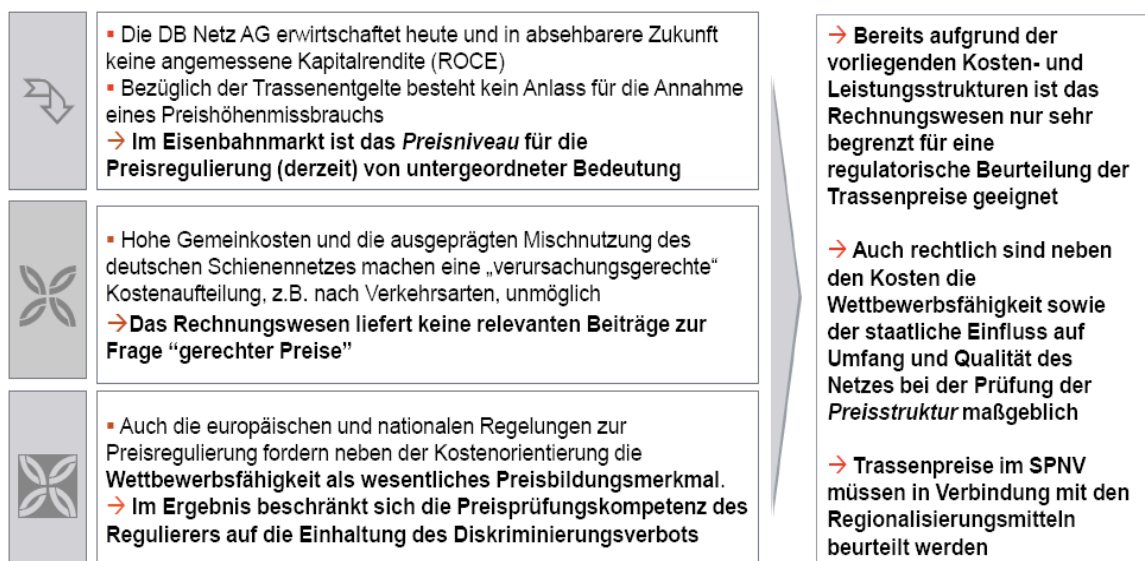 ▪ Die DB Netz AG erwirtschaftet heute und in absehbarere Zukunft
keine angemessene Kapitalrendite (ROCE)
▪ Bezüglich der Trassenentgelte besteht kein Anlass für die Annahme
eines Preishöhenmissbrauchs
→ Im Eisenbahnmarkt ist das Preisniveau für die
Preisregulierung (derzeit) von untergeordneter Bedeutung
▪ Hohe Gemeinkosten und die ausgeprägten Mischnutzung des
deutschen Schienennetzes machen eine „verursachungsgerechte“
Kostenaufteilung, z.B. nach Verkehrsarten, unmöglich
→Das Rechnungswesen liefert keine relevanten Beiträge zur
Frage “gerechter Preise”
▪ Auch die europäischen und nationalen Regelungen zur
Preisregulierung fordern neben der Kostenorientierung die
Wettbewerbsfähigkeit als wesentliches Preisbildungsmerkmal.
→ Im Ergebnis beschränkt sich die Preisprüfungskompetenz des
Regulierers auf die Einhaltung des Diskriminierungsverbots
→ Bereits aufgrund der
vorliegenden Kosten- und
Leistungsstrukturen ist das
Rechnungswesen nur sehr
begrenzt für eine
regulatorische Beurteilung der
Trassenpreise geeignet
→ Auch rechtlich sind neben
den Kosten die
Wettbewerbsfähigkeit sowie
der staatliche Einfluss auf
Umfang und Qualität des
Netzes bei der Prüfung der
Preisstruktur maßgeblich
→ Trassenpreise im SPNV
müssen in Verbindung mit den
Regionalisierungsmitteln
beurteilt werden